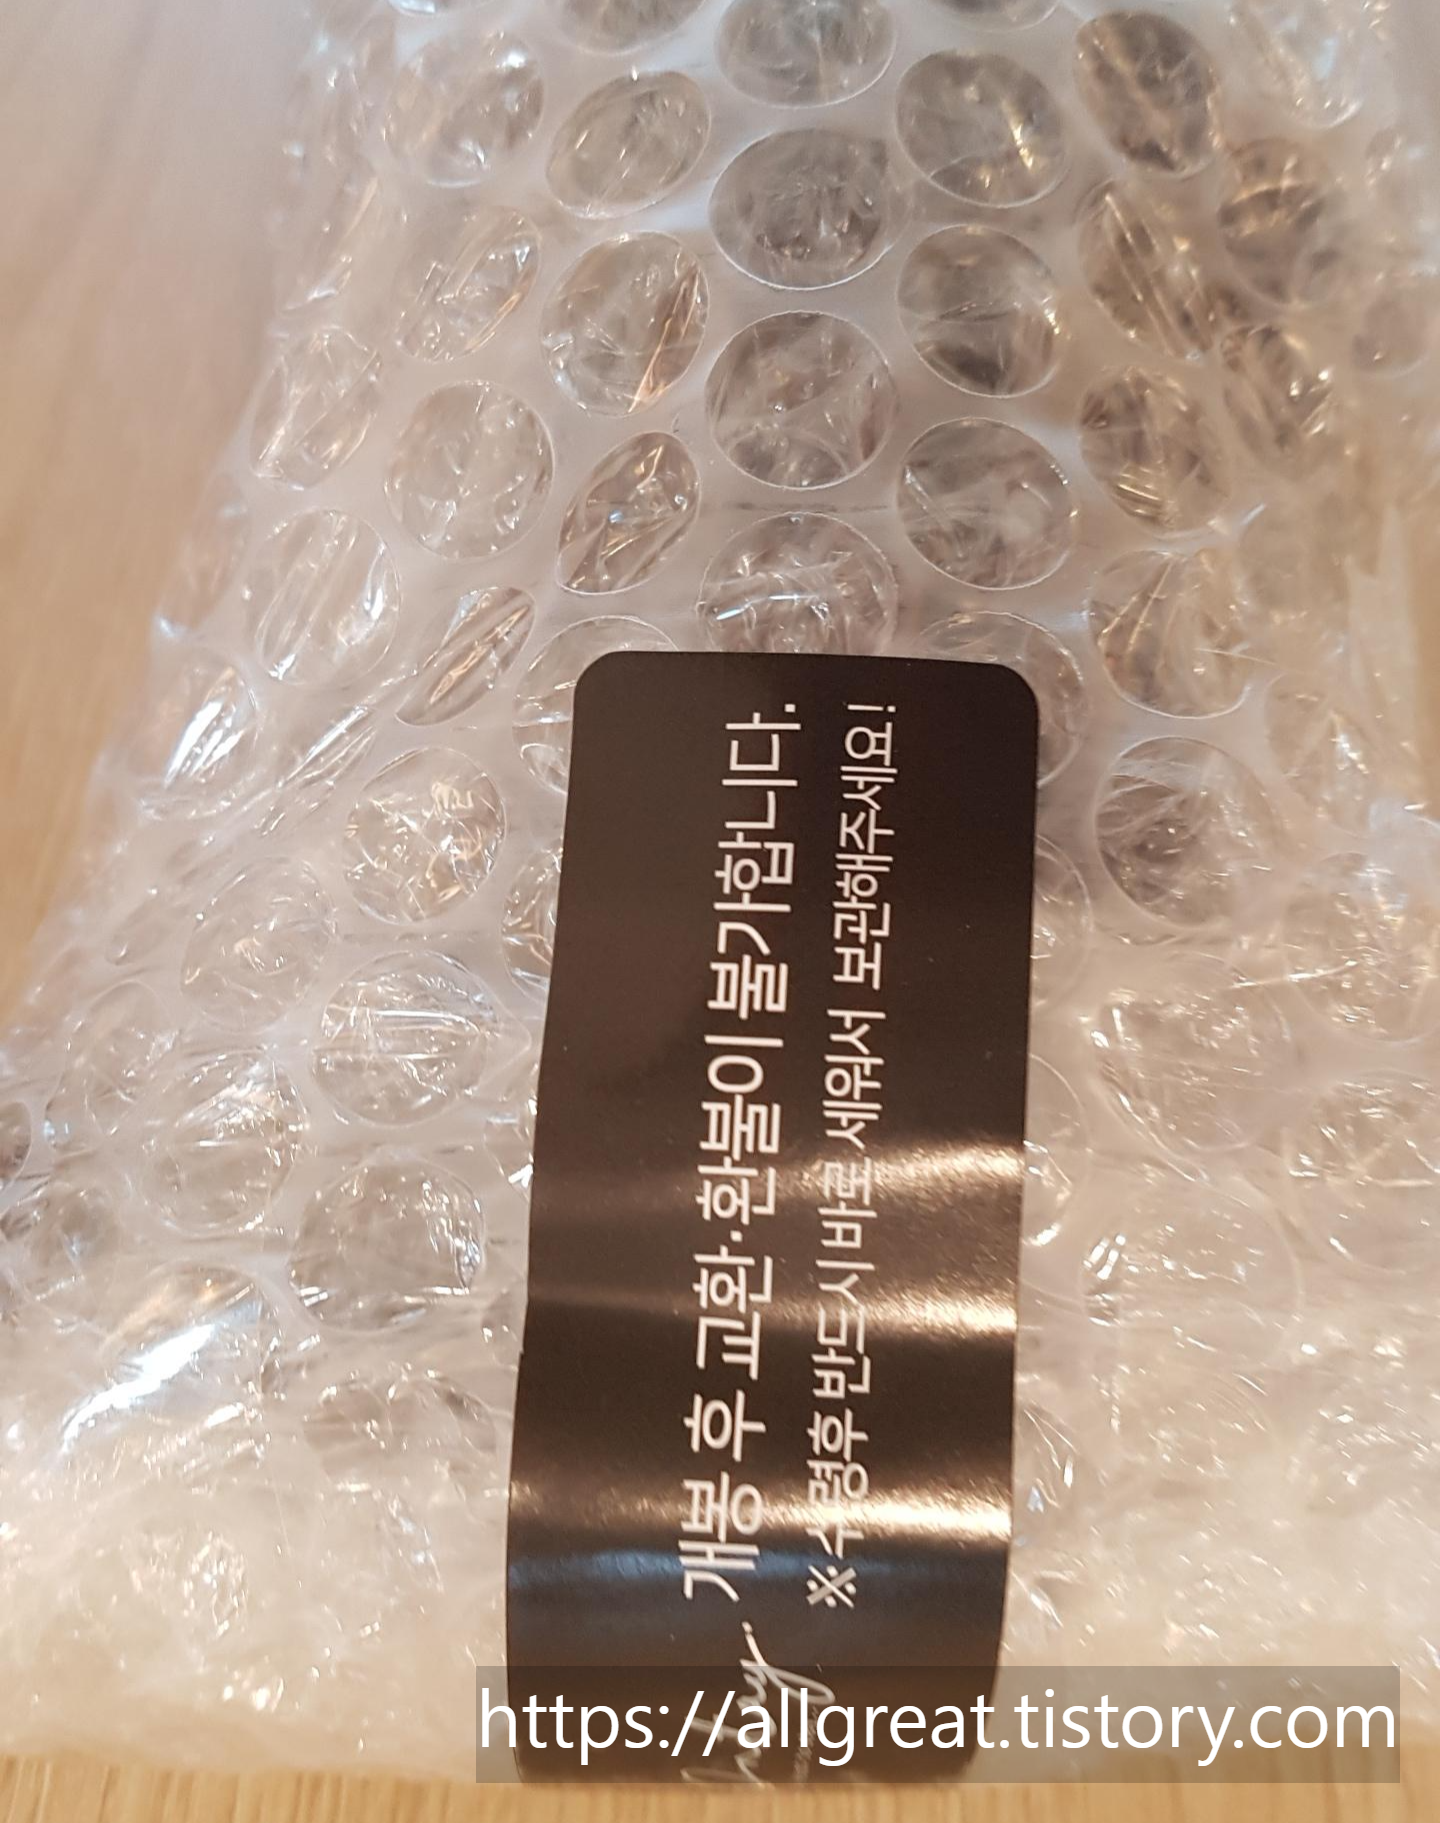 개봉 후 교환·환불이 불가합니다.
※수령후 반드시 바로 세워서 보관해주세요!
https://allgreat.tistory.com